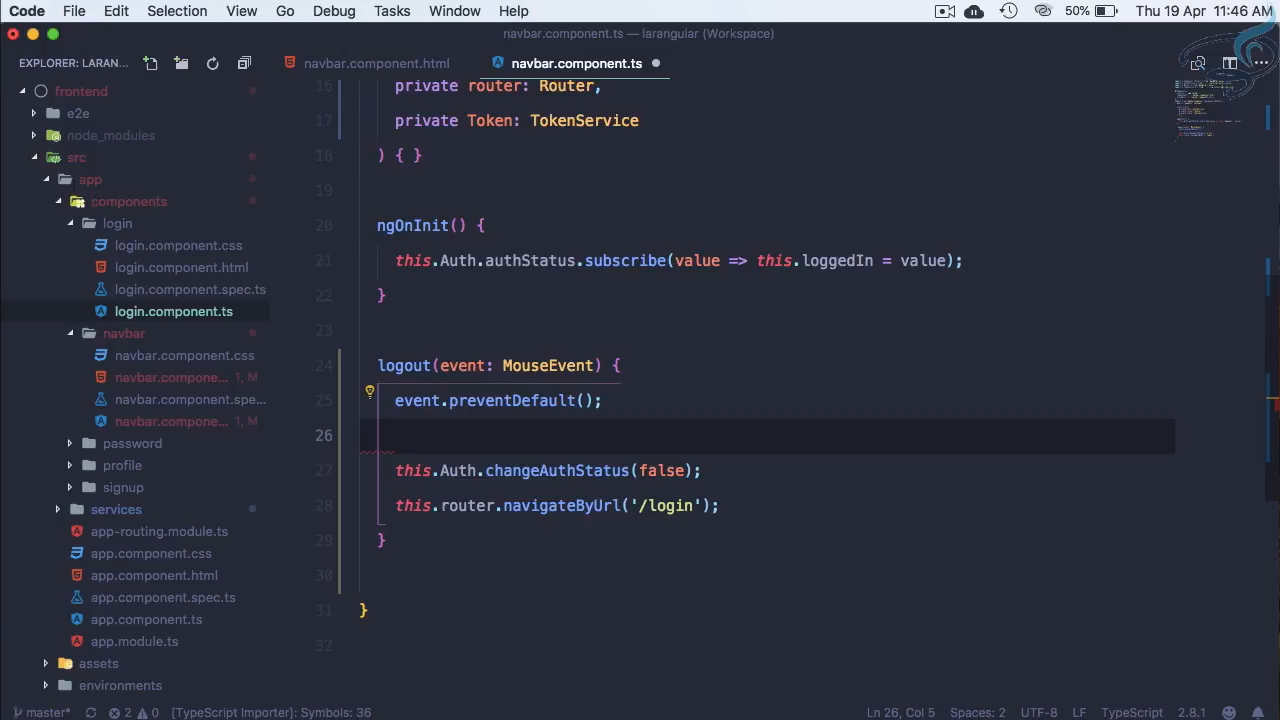 Code File Edit Selection View Go Debug Tasks Window Help 50% Thu 19 Apr 11:46 AM
navbar.component.ts — larangular (Workspace)
EXPLORER: LARAN... navbar.component.html navbar.component.ts
frontend
e2e
node_modules
src
app
components
login
login.component.css
login.component.html
login.component.spec.ts
login.component.ts
navbar
navbar.component.css
navbar.compone... 1, M
navbar.component.spe...
navbar.compone... 1, M
password
profile
signup
services
app-routing.module.ts
app.component.css
app.component.html
app.component.spec.ts
app.component.ts
app.module.ts
assets
environments
16 private router: Router,
17 private Token: TokenService
18 ) { }
19
20 ngOnInit() {
21 this.Auth.authStatus.subscribe(value => this.loggedIn = value);
22 }
23
24 logout(event: MouseEvent) {
25 event.preventDefault();
26
27 this.Auth.changeAuthStatus(false);
28 this.router.navigateByUrl('/login');
29 }
30
31 }
32
master* 2 0 [TypeScript Importer]: Symbols: 36 Ln 26, Col 5 Spaces: 2 UTF-8 LF TypeScript 2.8.1